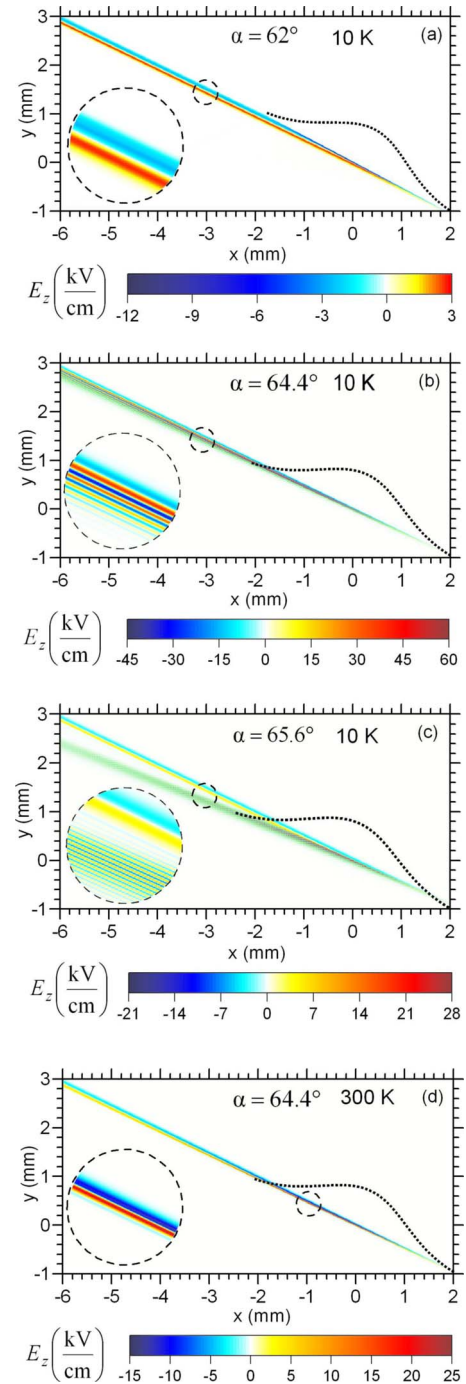 α = 62° 10 K (a)
3
2
1
0
-1
y (mm)
-6 -5 -4 -3 -2 -1 0 1 2
x (mm)
E_z (kV/cm)
-12 -9 -6 -3 0 3
α = 64.4° 10 K (b)
3
2
1
0
-1
y (mm)
-6 -5 -4 -3 -2 -1 0 1 2
x (mm)
E_z (kV/cm)
-45 -30 -15 0 15 30 45 60
α = 65.6° 10 K (c)
3
2
1
0
-1
y (mm)
-6 -5 -4 -3 -2 -1 0 1 2
x (mm)
E_z (kV/cm)
-21 -14 -7 0 7 14 21 28
α = 64.4° 300 K (d)
3
2
1
0
-1
y (mm)
-6 -5 -4 -3 -2 -1 0 1 2
x (mm)
E_z (kV/cm)
-15 -10 -5 0 5 10 15 20 25